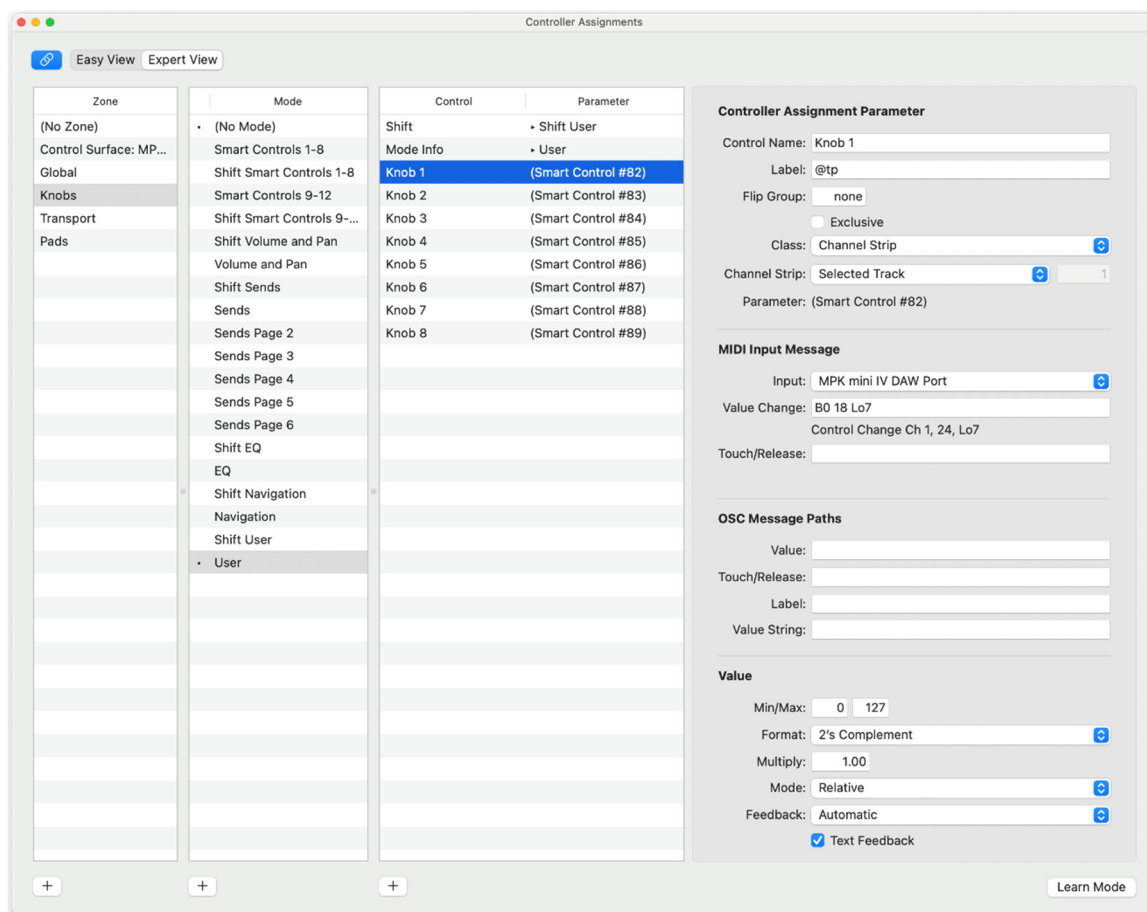 Controller Assignments
Easy View Expert View
Zone
(No Zone)
Control Surface: MP...
Global
Knobs
Transport
Pads
Mode
(No Mode)
Smart Controls 1-8
Shift Smart Controls 1-8
Smart Controls 9-12
Shift Smart Controls 9-...
Shift Volume and Pan
Volume and Pan
Shift Sends
Sends
Sends Page 2
Sends Page 3
Sends Page 4
Sends Page 5
Sends Page 6
Shift EQ
EQ
Shift Navigation
Navigation
Shift User
User
Control Parameter
Shift ▸ Shift User
Mode Info ▸ User
Knob 1 (Smart Control #82)
Knob 2 (Smart Control #83)
Knob 3 (Smart Control #84)
Knob 4 (Smart Control #85)
Knob 5 (Smart Control #86)
Knob 6 (Smart Control #87)
Knob 7 (Smart Control #88)
Knob 8 (Smart Control #89)
Controller Assignment Parameter
Control Name: Knob 1
Label: @tp
Flip Group: none
Exclusive
Class: Channel Strip
Channel Strip: Selected Track 1
Parameter: (Smart Control #82)
MIDI Input Message
Input: MPK mini IV DAW Port
Value Change: B0 18 Lo7
Control Change Ch 1, 24, Lo7
Touch/Release:
OSC Message Paths
Value:
Touch/Release:
Label:
Value String:
Value
Min/Max: 0 127
Format: 2's Complement
Multiply: 1.00
Mode: Relative
Feedback: Automatic
Text Feedback
+ + +
Learn Mode